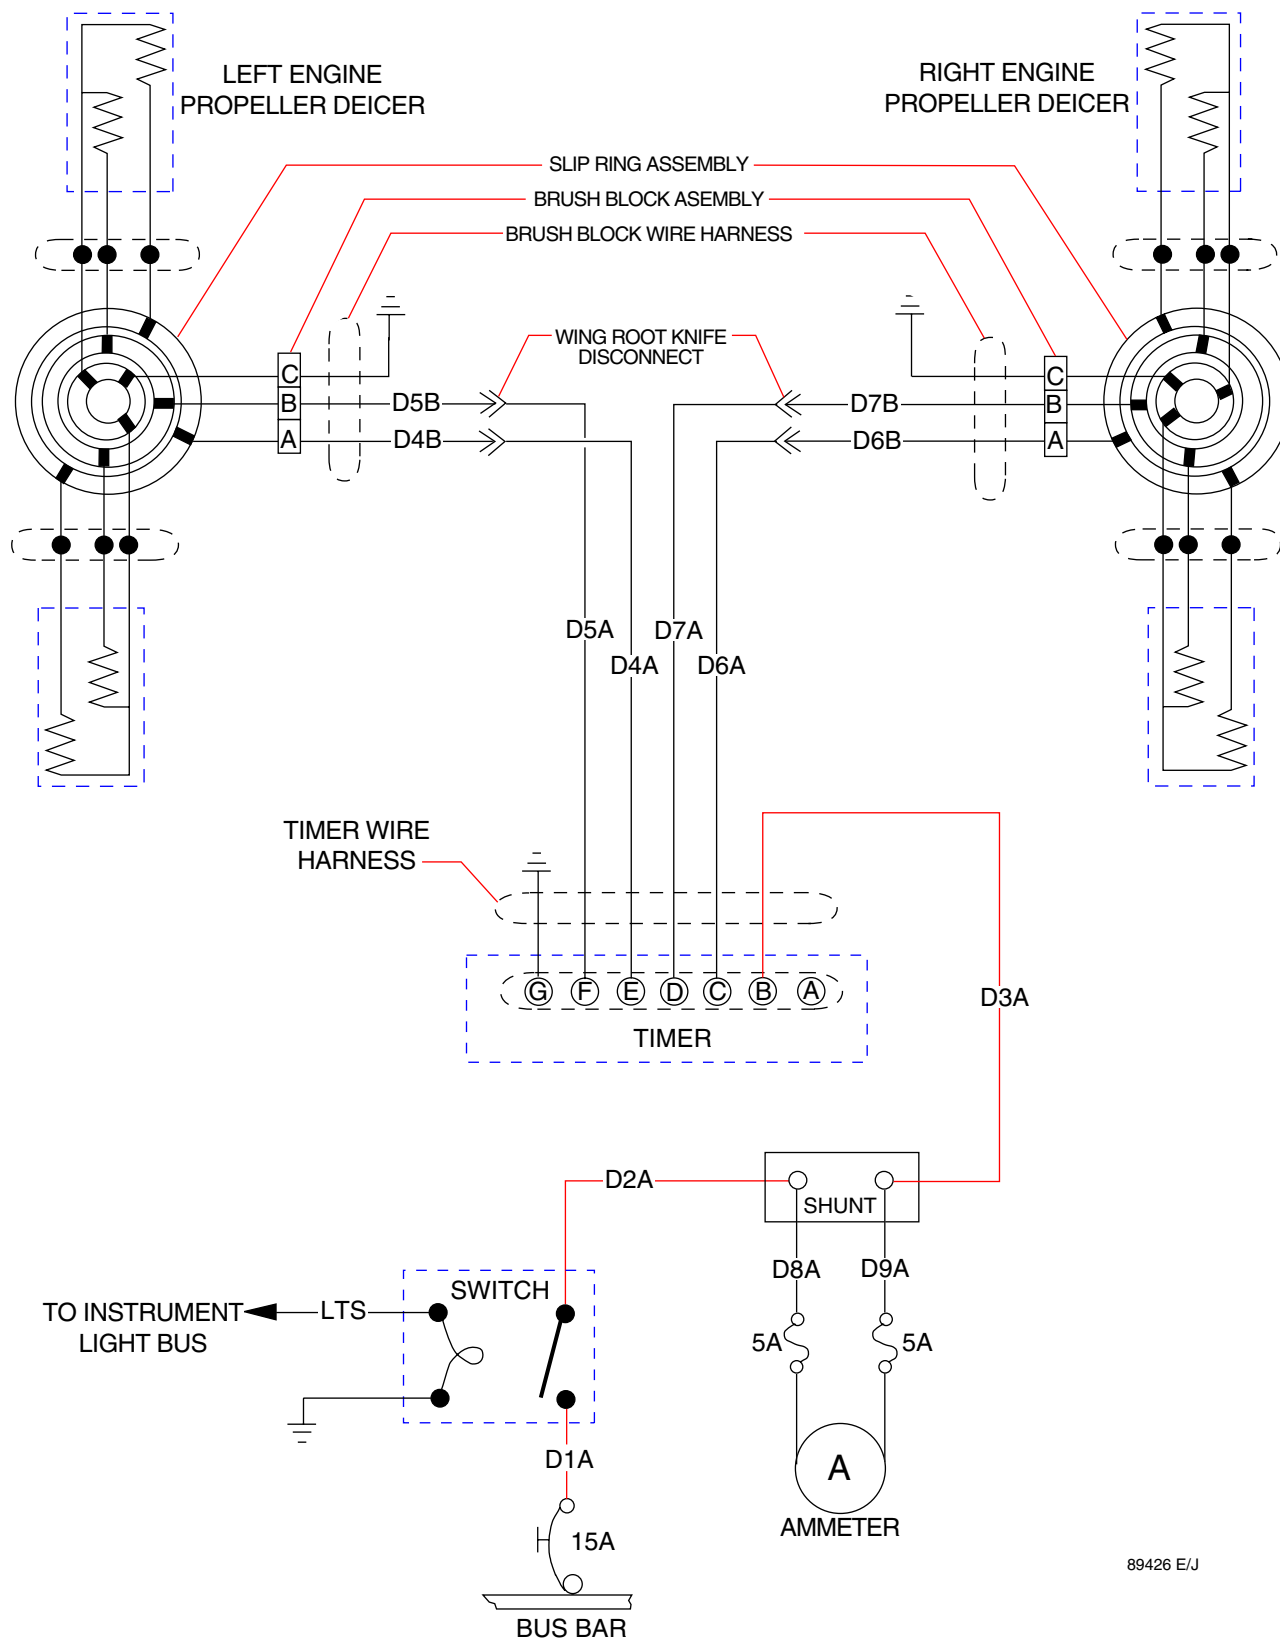 LEFT ENGINE
PROPELLER DEICER
RIGHT ENGINE
PROPELLER DEICER
SLIP RING ASSEMBLY
BRUSH BLOCK ASEMBLY
BRUSH BLOCK WIRE HARNESS
WING ROOT KNIFE
DISCONNECT
C
B
A
D5B
D4B
D7B
D6B
C
B
A
D5A
D7A
D4A
D6A
TIMER WIRE
HARNESS
G F E D C B A
TIMER
D3A
D2A
SHUNT
D8A
D9A
SWITCH
TO INSTRUMENT
LIGHT BUS
LTS
5A
5A
D1A
A
AMMETER
15A
BUS BAR
89426 E/J